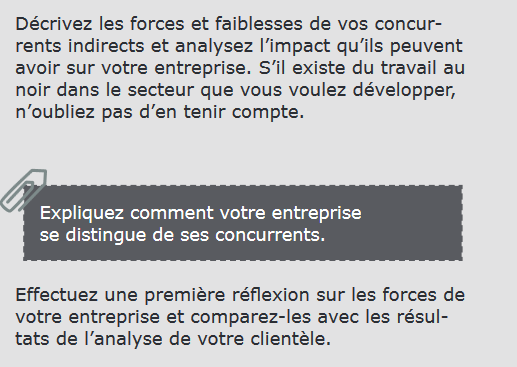 Décrivez les forces et faiblesses de vos concur-
rents indirects et analysez l’impact qu’ils peuvent
avoir sur votre entreprise. S’il existe du travail au
noir dans le secteur que vous voulez développer,
n’oubliez pas d’en tenir compte.
Expliquez comment votre entreprise
se distingue de ses concurrents.
Effectuez une première réflexion sur les forces de
votre entreprise et comparez-les avec les résul-
tats de l’analyse de votre clientèle.